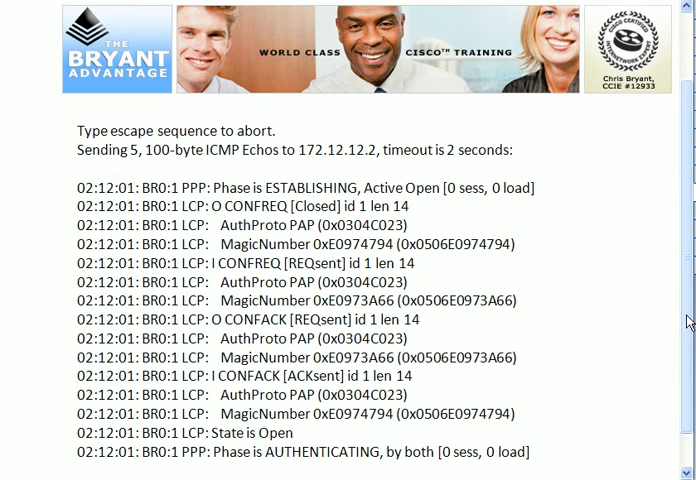 THE
BRYANT
ADVANTAGE
WORLD CLASS CISCO™ TRAINING
CISCO CERTIFIED
INTERNETWORK EXPERT
Chris Bryant,
CCIE #12933
Type escape sequence to abort.
Sending 5, 100-byte ICMP Echos to 172.12.12.2, timeout is 2 seconds:
02:12:01: BR0:1 PPP: Phase is ESTABLISHING, Active Open [0 sess, 0 load]
02:12:01: BR0:1 LCP: O CONFREQ [Closed] id 1 len 14
02:12:01: BR0:1 LCP: AuthProto PAP (0x0304C023)
02:12:01: BR0:1 LCP: MagicNumber 0xE0974794 (0x0506E0974794)
02:12:01: BR0:1 LCP: I CONFREQ [REQsent] id 1 len 14
02:12:01: BR0:1 LCP: AuthProto PAP (0x0304C023)
02:12:01: BR0:1 LCP: MagicNumber 0xE0973A66 (0x0506E0973A66)
02:12:01: BR0:1 LCP: O CONFACK [REQsent] id 1 len 14
02:12:01: BR0:1 LCP: AuthProto PAP (0x0304C023)
02:12:01: BR0:1 LCP: MagicNumber 0xE0973A66 (0x0506E0973A66)
02:12:01: BR0:1 LCP: I CONFACK [ACKsent] id 1 len 14
02:12:01: BR0:1 LCP: AuthProto PAP (0x0304C023)
02:12:01: BR0:1 LCP: MagicNumber 0xE0974794 (0x0506E0974794)
02:12:01: BR0:1 LCP: State is Open
02:12:01: BR0:1 PPP: Phase is AUTHENTICATING, by both [0 sess, 0 load]